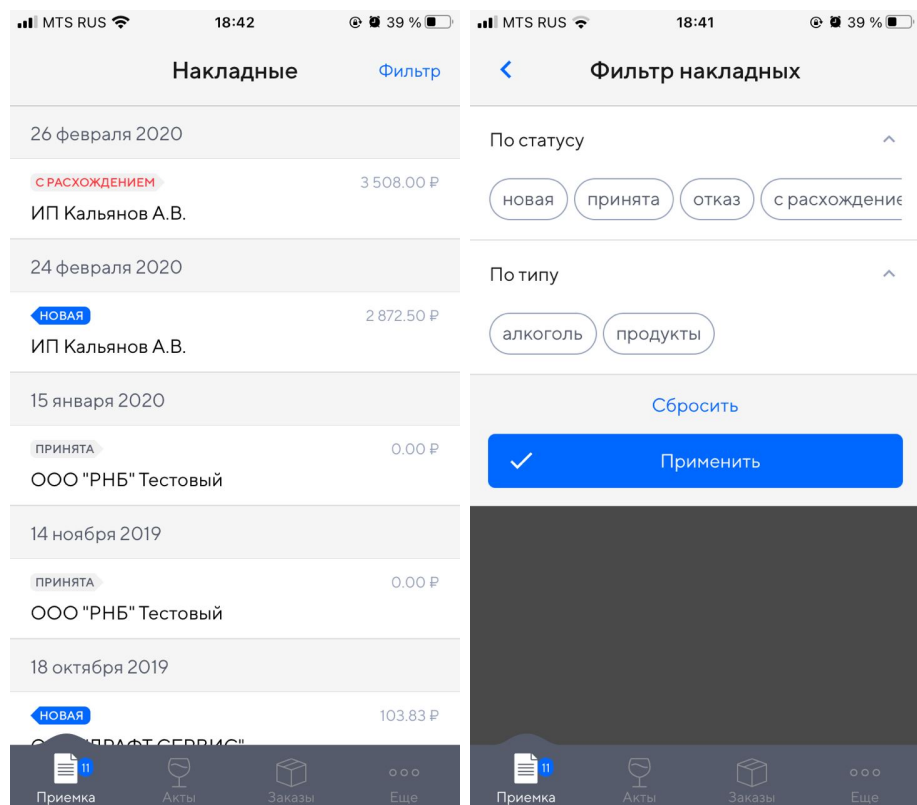 MTS RUS 18:42 39 %
Накладные Фильтр
26 февраля 2020
С РАСХОЖДЕНИЕМ 3 508.00 ₽
ИП Кальянов А.В.
24 февраля 2020
НОВАЯ 2 872.50 ₽
ИП Кальянов А.В.
15 января 2020
ПРИНЯТА 0.00 ₽
ООО "РНБ" Тестовый
14 ноября 2019
ПРИНЯТА 0.00 ₽
ООО "РНБ" Тестовый
18 октября 2019
НОВАЯ 103.83 ₽
СЕРВИС"
11
Приемка Акты Заказы Еще
MTS RUS 18:41 39 %
Фильтр накладных
По статусу
новая принята отказ с расхождение
По типу
алкоголь продукты
Сбросить
Применить
11
Приемка Акты Заказы Еще